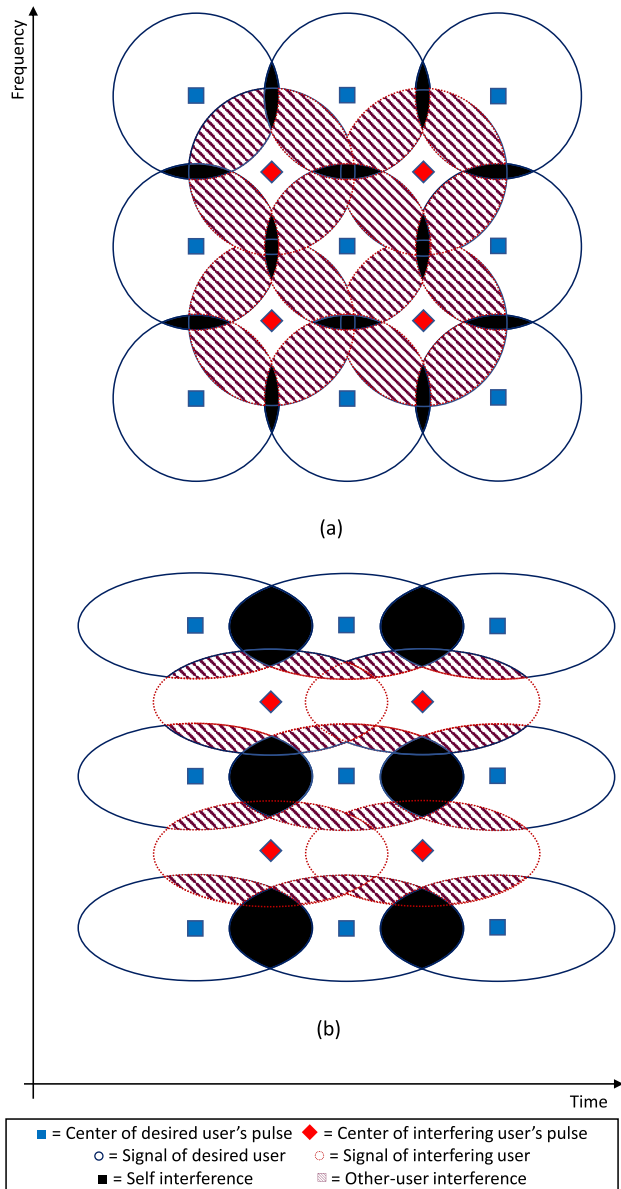 Frequency
(a)
(b)
Time
= Center of desired user's pulse = Center of interfering user's pulse
= Signal of desired user = Signal of interfering user
= Self interference = Other-user interference